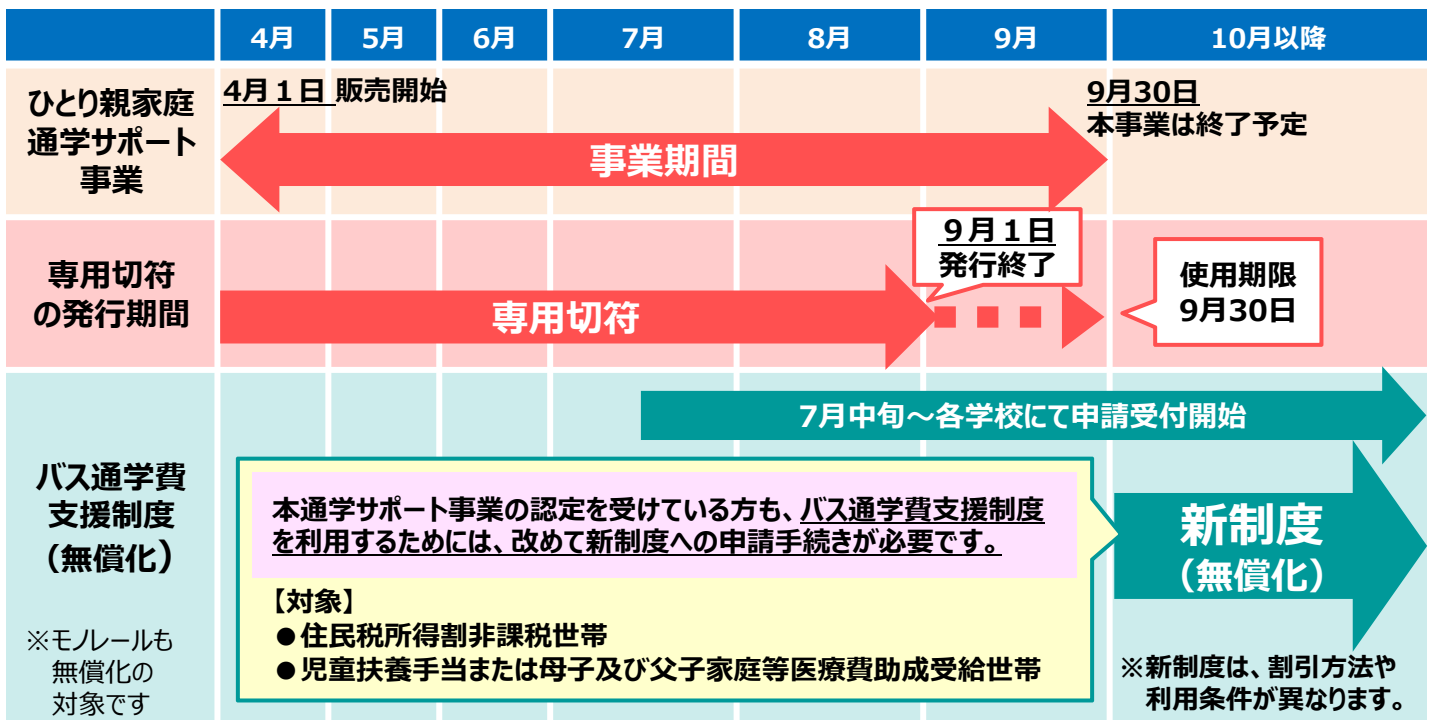 4月 5月 6月 7月 8月 9月 10月以降
ひとり親家庭
通学サポート
事業
4月１日 販売開始
事業期間
9月30日
本事業は終了予定
専用切符
の発行期間
専用切符
９月１日
発行終了
使用期限
9月30日
バス通学費
支援制度
（無償化）
※モノレールも
無償化の
対象です
7月中旬～各学校にて申請受付開始
本通学サポート事業の認定を受けている方も、バス通学費支援制度
を利用するためには、改めて新制度への申請手続きが必要です。
【対象】
●住民税所得割非課税世帯
●児童扶養手当または母子及び父子家庭等医療費助成受給世帯
新制度
（無償化）
※新制度は、割引方法や
利用条件が異なります。